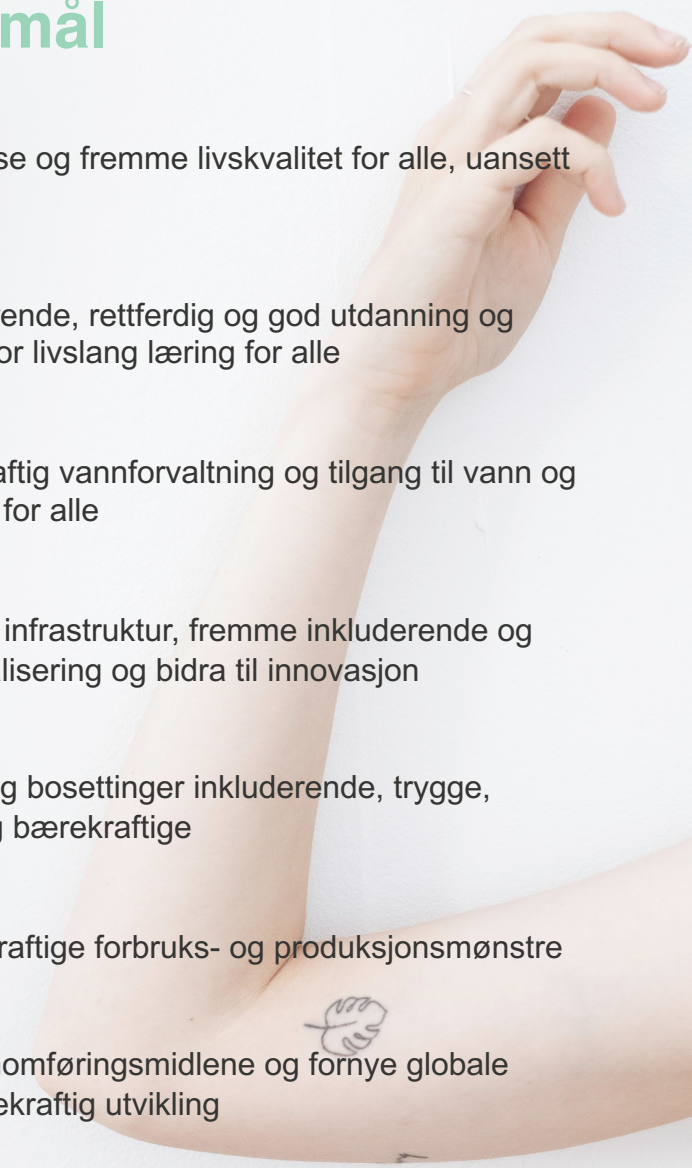 mål
se og fremme livskvalitet for alle, uansett
ende, rettferdig og god utdanning og
or livslang læring for alle
aftig vannforvaltning og tilgang til vann og
for alle
infrastruktur, fremme inkluderende og
lisering og bidra til innovasjon
g bosettinger inkluderende, trygge,
g bærekraftige
raftige forbruks- og produksjonsmønstre
omføringsmidlene og fornye globale
ekraftig utvikling